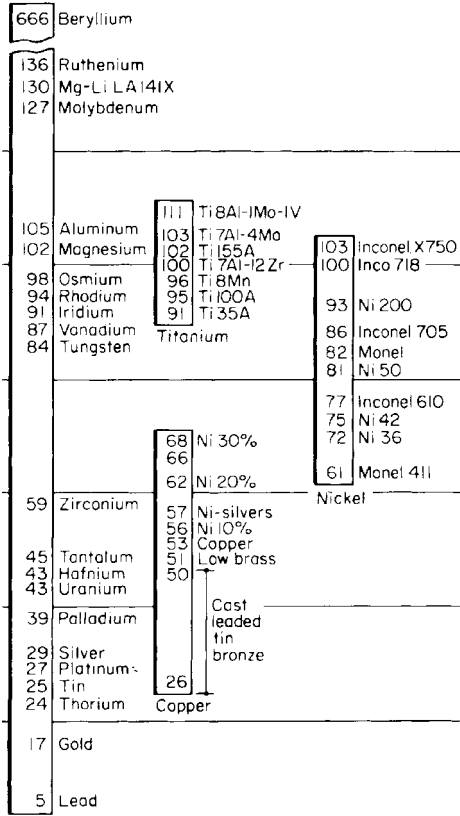 666 Beryllium
136 Ruthenium
130 Mg-Li LA141X
127 Molybdenum
105 Aluminum
102 Magnesium
98 Osmium
94 Rhodium
91 Iridium
87 Vanadium
84 Tungsten
59 Zirconium
45 Tantalum
43 Hafnium
43 Uranium
39 Palladium
29 Silver
27 Platinum
25 Tin
24 Thorium
17 Gold
5 Lead
111 Ti 8Al-1Mo-1V
103 Ti 7Al-4Mo
102 Ti 155A
100 Ti 7Al-12Zr
96 Ti 8Mn
95 Ti 100A
91 Ti 35A
Titanium
68 Ni 30%
66
62 Ni 20%
57 Ni-silvers
56 Ni 10%
53 Copper
51 Low brass
50
Cast
leaded
tin
bronze
26
Copper
103 Inconel X750
100 Inco 718
93 Ni 200
86 Inconel 705
82 Monel
81 Ni 50
77 Inconel 610
75 Ni 42
72 Ni 36
61 Monel 411
Nickel